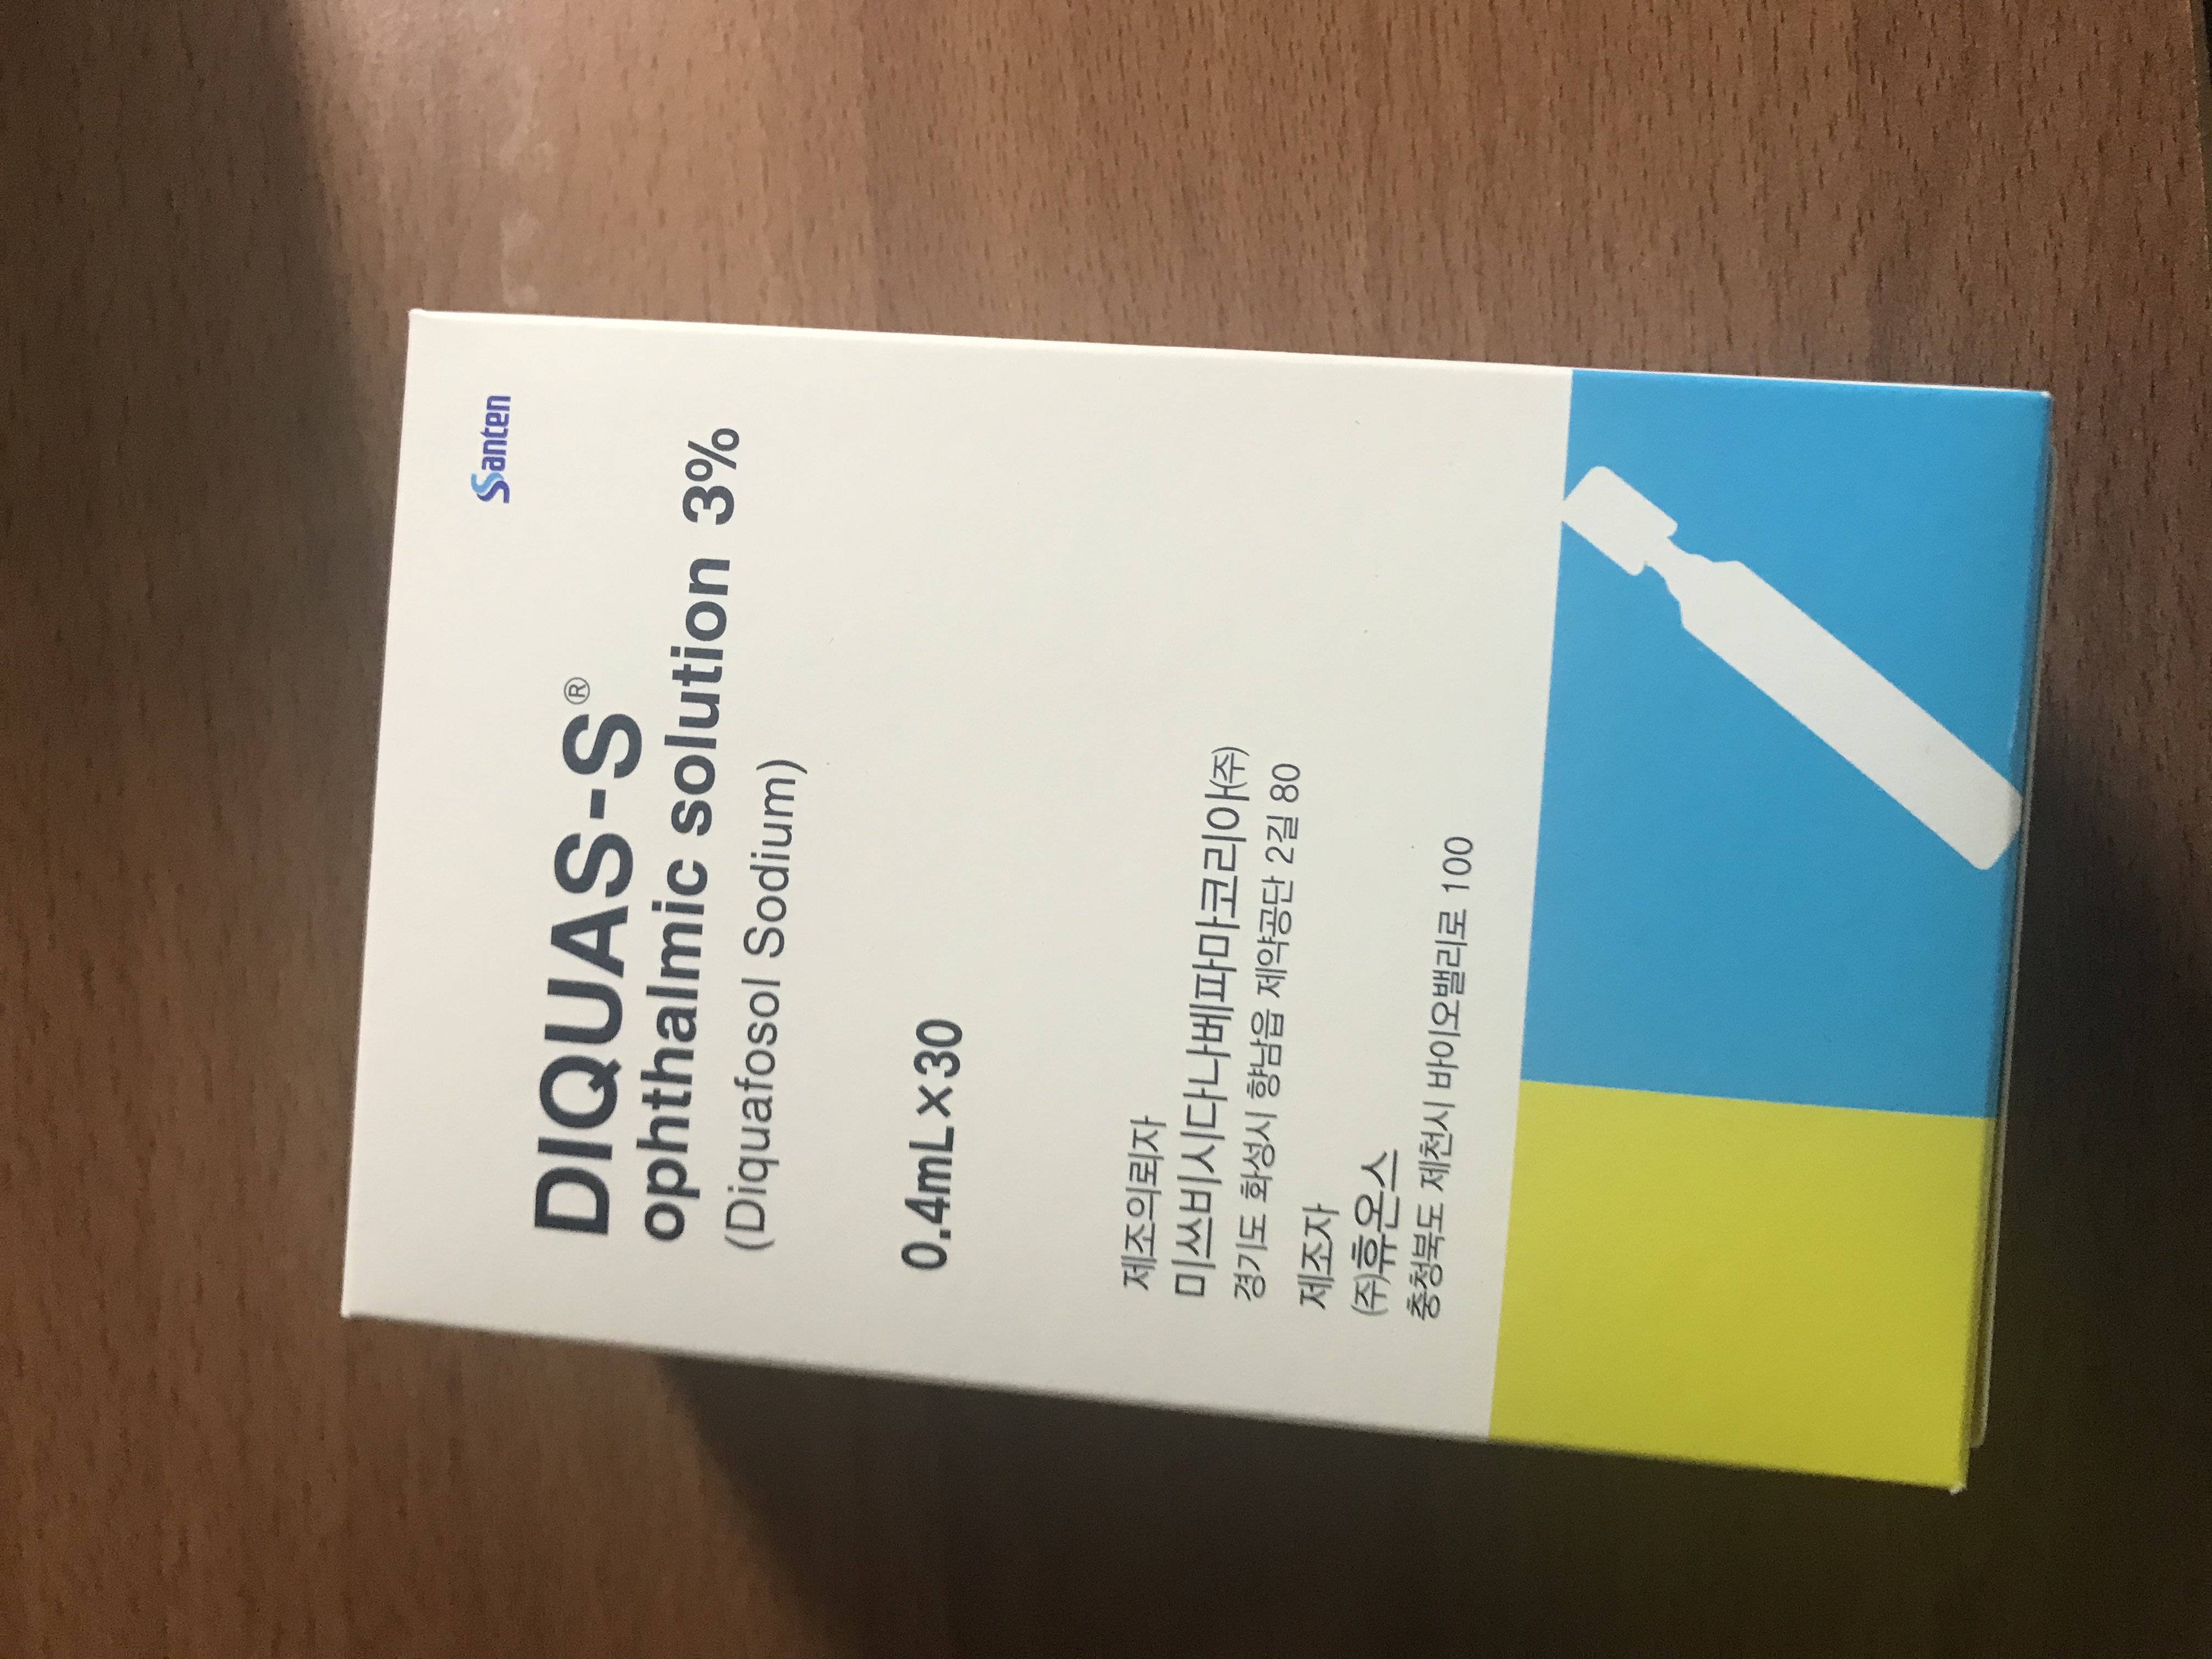 Santen
DIQUAS-S®
ophthalmic solution 3%
(Diquafosol Sodium)
0.4mL×30
제조의뢰자
미쓰비시다나베파마코리아㈜
경기도 화성시 향남읍 제약공단 2길 80
제조자
㈜휴온스
충청북도 제천시 바이오밸리로 100